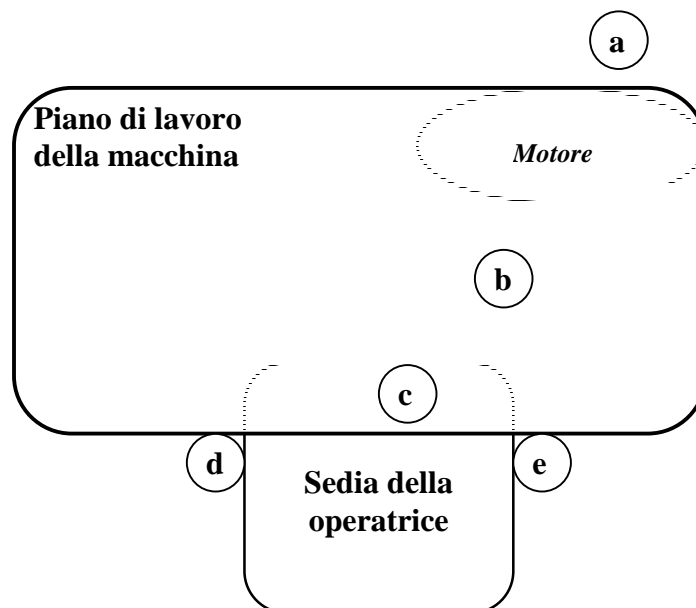 a
Piano di lavoro
della macchina
Motore
b
c
d
e
Sedia della
operatrice